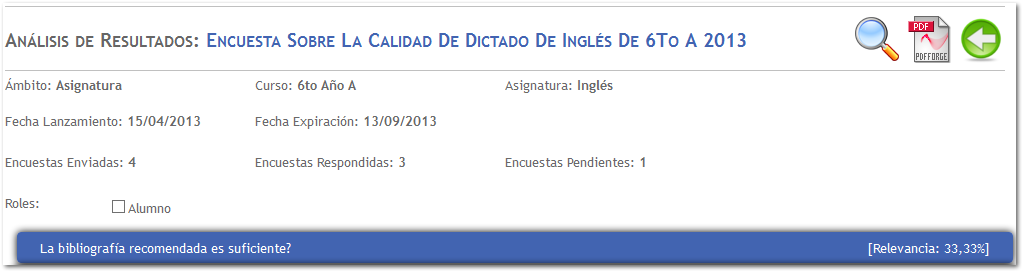 Análisis de Resultados: Encuesta Sobre La Calidad De Dictado De Inglés De 6To A 2013
PDF
PDFFORGE
Ámbito: Asignatura Curso: 6to Año A Asignatura: Inglés
Fecha Lanzamiento: 15/04/2013 Fecha Expiración: 13/09/2013
Encuestas Enviadas: 4 Encuestas Respondidas: 3 Encuestas Pendientes: 1
Roles: Alumno
La bibliografía recomendada es suficiente? [Relevancia: 33,33%]